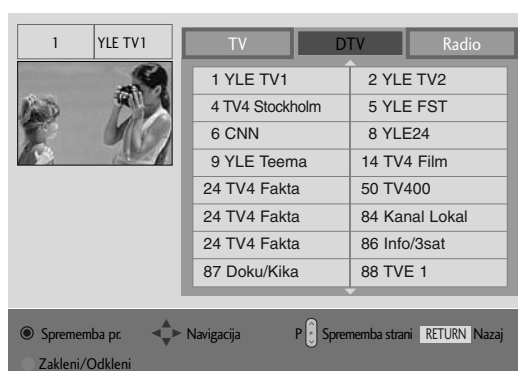 1 YLE TV1
TV DTV Radio
1 YLE TV1 2 YLE TV2
4 TV4 Stockholm 5 YLE FST
6 CNN 8 YLE24
9 YLE Teema 14 TV4 Film
24 TV4 Fakta 50 TV400
24 TV4 Fakta 84 Kanal Lokal
24 TV4 Fakta 86 Info/3sat
87 Doku/Kika 88 TVE 1
Sprememba pr. Navigacija P Sprememba strani RETURN Nazaj
Zakleni/Odkleni